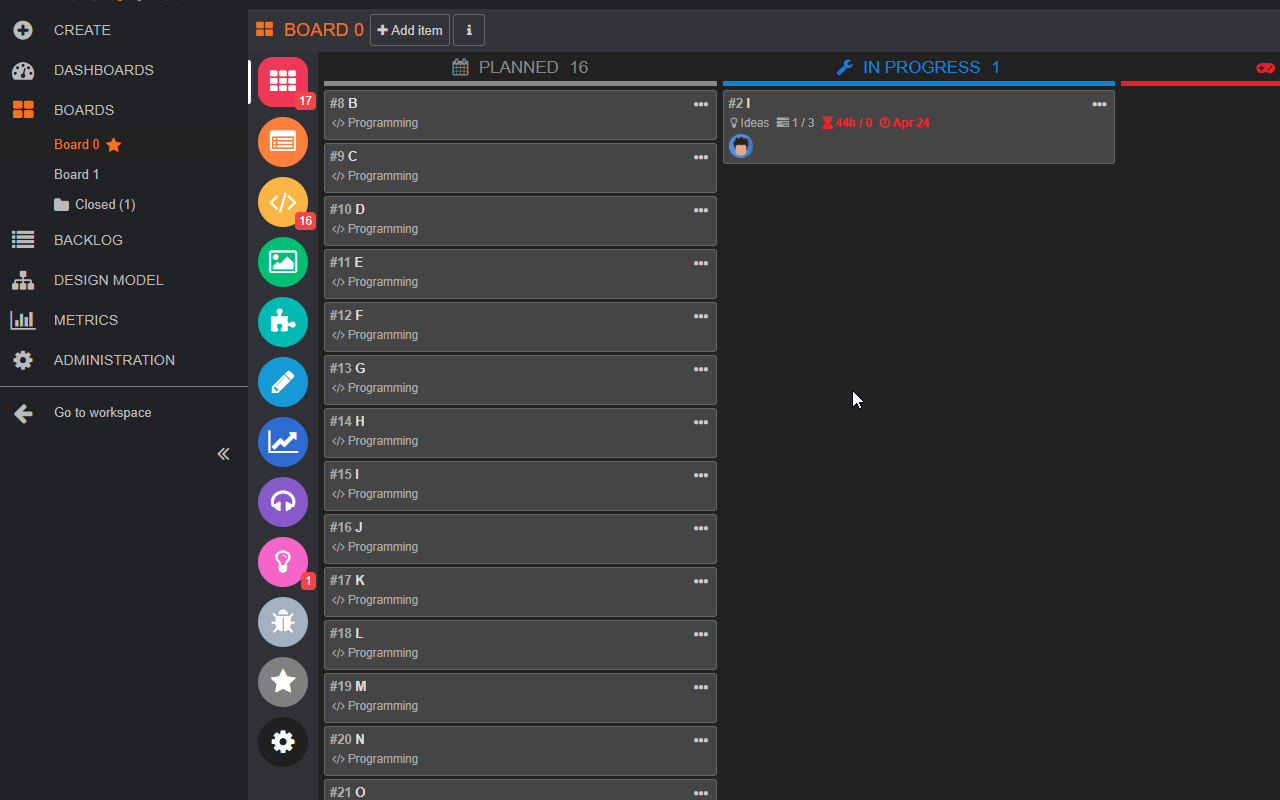 CREATE
DASHBOARDS
BOARDS
Board 0
Board 1
Closed (1)
BACKLOG
DESIGN MODEL
METRICS
ADMINISTRATION
Go to workspace
BOARD 0
Add item
17
16
1
PLANNED 16
#8 B
Programming
#9 C
Programming
#10 D
Programming
#11 E
Programming
#12 F
Programming
#13 G
Programming
#14 H
Programming
#15 I
Programming
#16 J
Programming
#17 K
Programming
#18 L
Programming
#19 M
Programming
#20 N
Programming
#21 O
IN PROGRESS 1
#2 I
Ideas 1 / 3 44h / 0 Apr 24